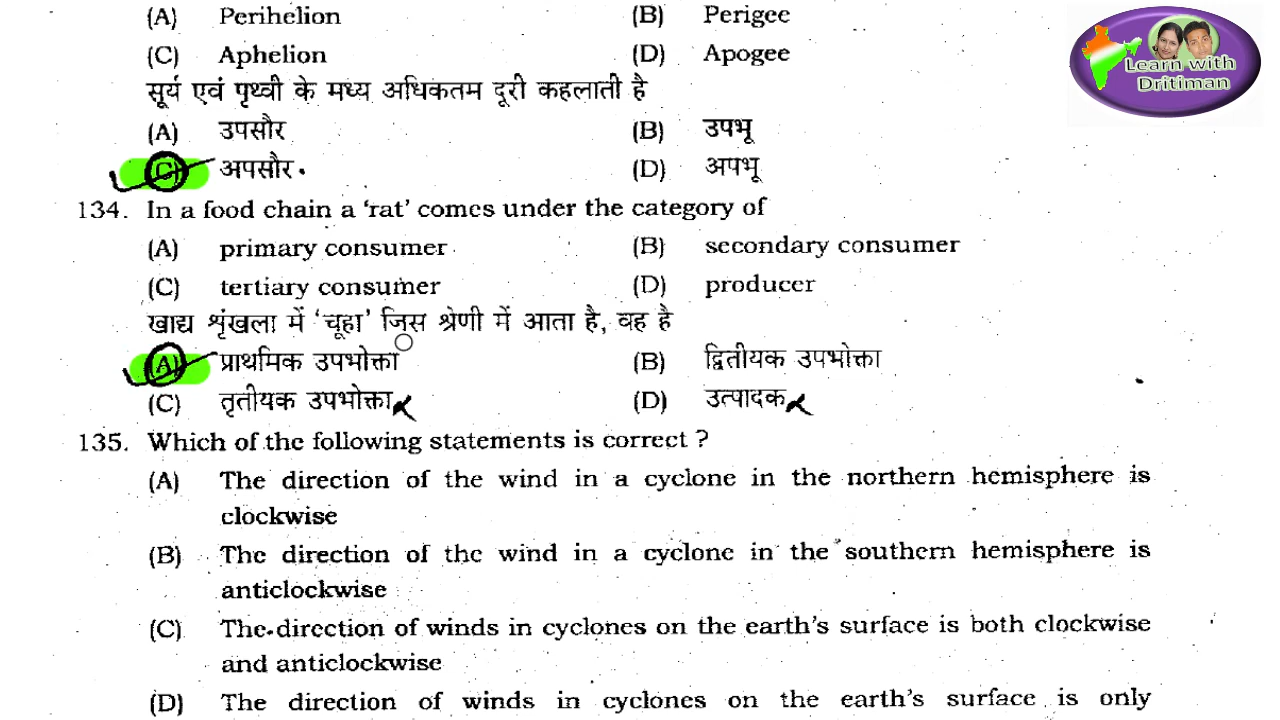 (A) Perihelion (B) Perigee
(C) Aphelion (D) Apogee
सूर्य एवं पृथ्वी के मध्य अधिकतम दूरी कहलाती है
(A) उपसौर (B) उपभू
(C) अपसौर. (D) अपभू
134. In a food chain a ‘rat’ comes under the category of
(A) primary consumer (B) secondary consumer
(C) tertiary consumer (D) producer
खाद्य शृंखला में ‘चूहा’ जिस श्रेणी में आता है, वह है
(A) प्राथमिक उपभोक्ता (B) द्वितीयक उपभोक्ता
(C) तृतीयक उपभोक्ता (D) उत्पादक
135. Which of the following statements is correct ?
(A) The direction of the wind in a cyclone in the northern hemisphere is
clockwise
(B) The direction of the wind in a cyclone in the southern hemisphere is
anticlockwise
(C) The direction of winds in cyclones on the earth’s surface is both clockwise
and anticlockwise
(D) The direction of winds in cyclones on the earth’s surface is only
Learn with
Dritiman